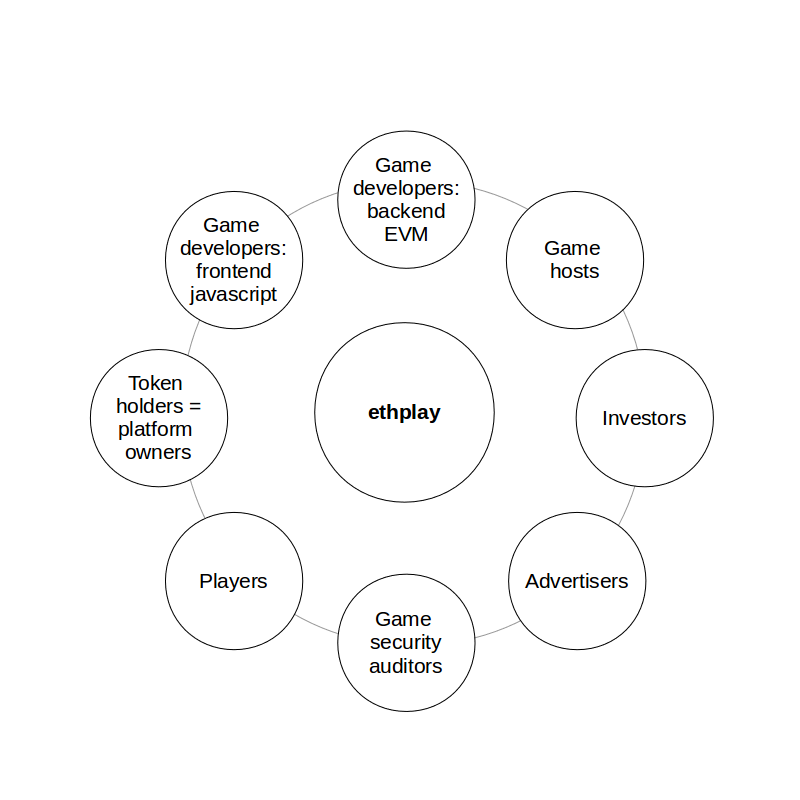 Game
developers:
backend
EVM
Game
hosts
Investors
Advertisers
Game
security
auditors
Players
Token
holders =
platform
owners
Game
developers:
frontend
javascript
ethplay